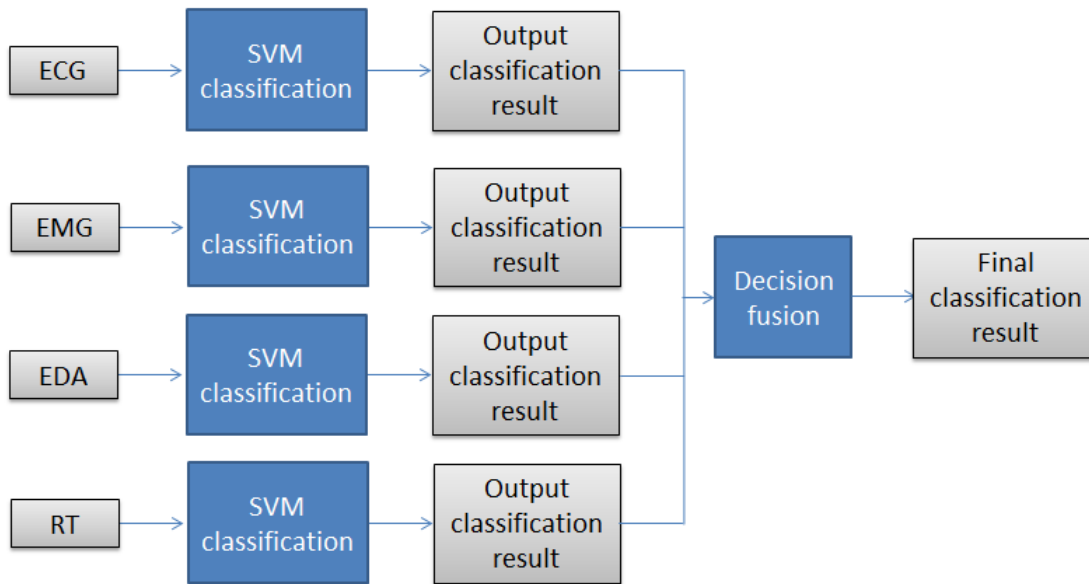 ECG
SVM
classification
Output
classification
result
EMG
SVM
classification
Output
classification
result
EDA
SVM
classification
Output
classification
result
RT
SVM
classification
Output
classification
result
Decision
fusion
Final
classification
result